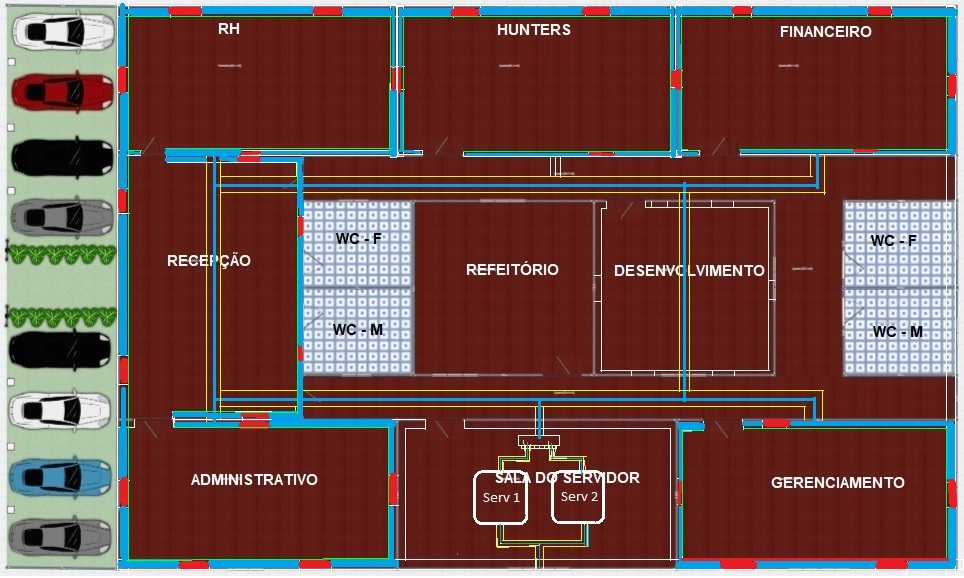 RH
HUNTERS
FINANCEIRO
WC - F
RECEPÇÃO
REFEITÓRIO
DESENVOLVIMENTO
WC - F
WC - M
WC - M
ADMINISTRATIVO
SALA DO SERVIDOR
GERENCIAMENTO
Serv 1
Serv 2